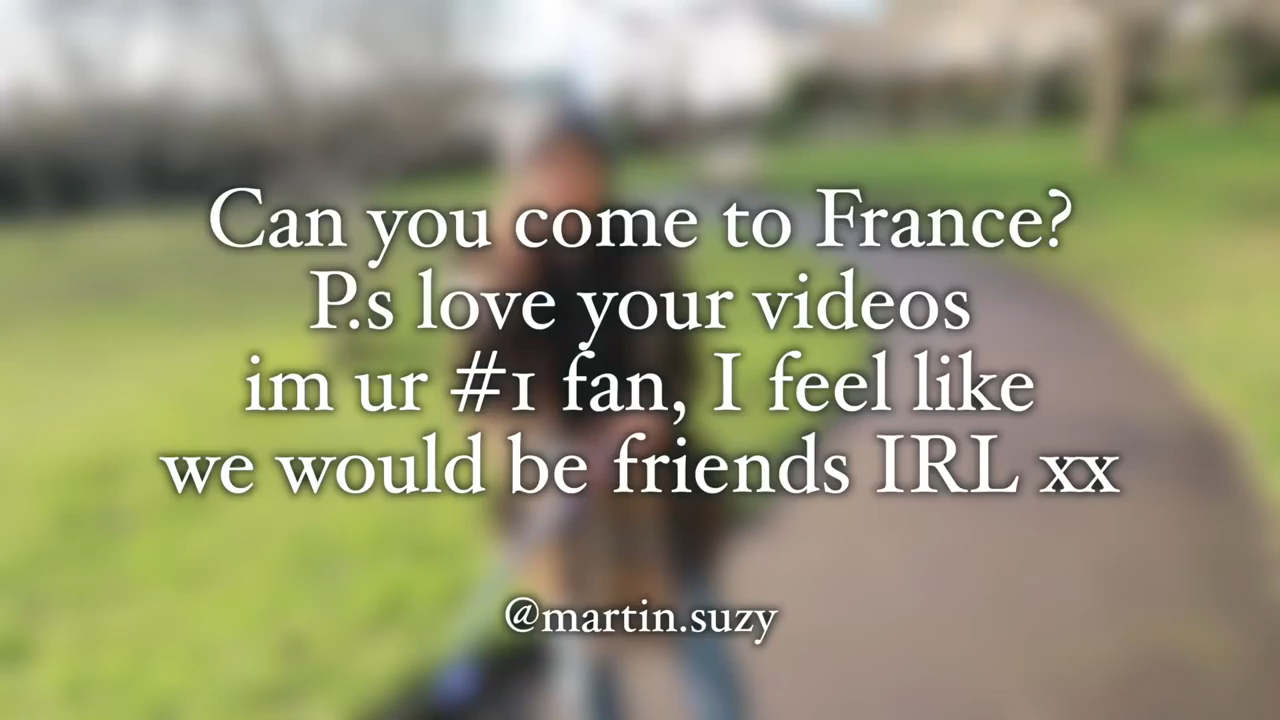 Can you come to France?
P.s love your videos
im ur #1 fan, I feel like
we would be friends IRL xx
@martin.suzy